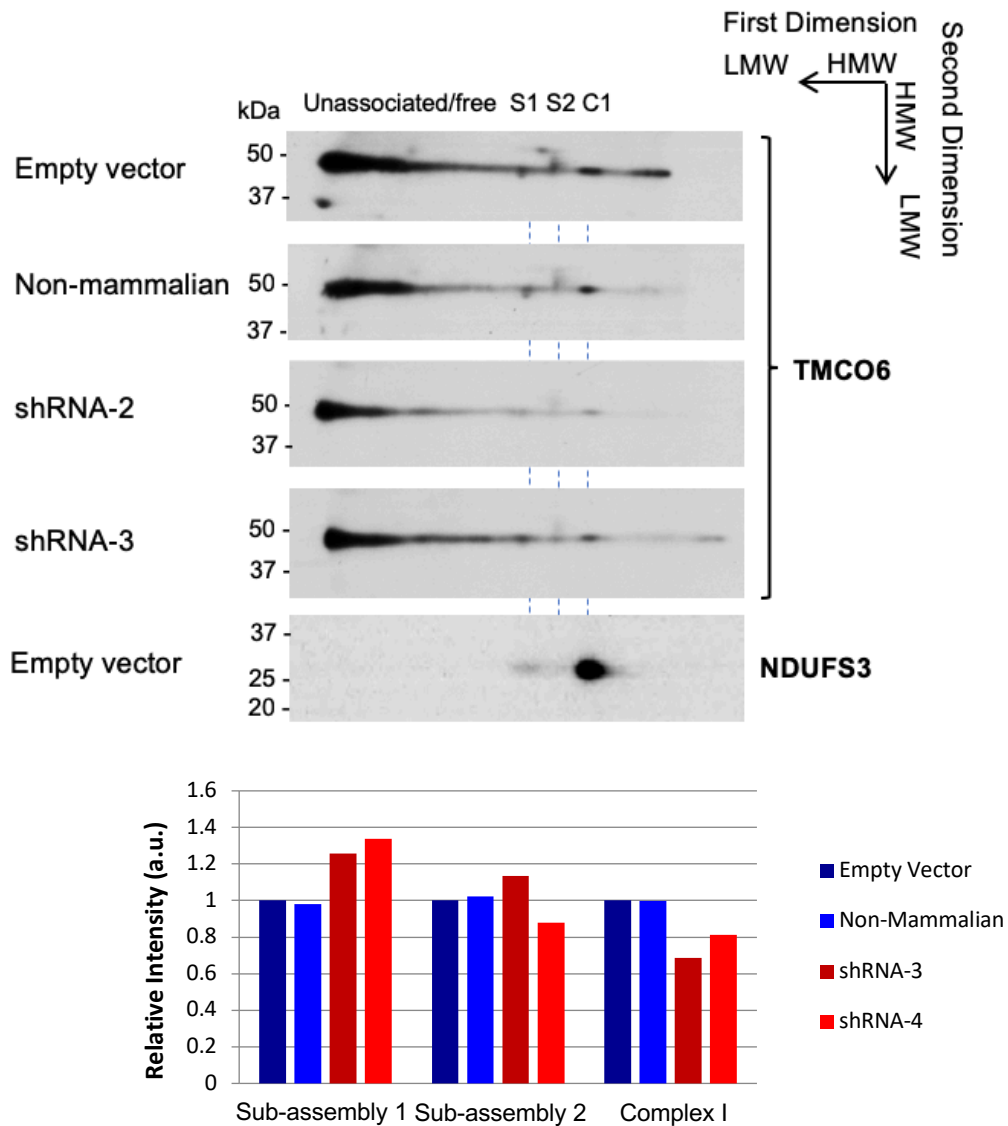 First Dimension
LMW HMW
Second Dimension
HMW
LMW
kDa Unassociated/free S1 S2 C1
Empty vector
50 -
37 -
Non-mammalian
50 -
37 -
shRNA-2
50 -
37 -
shRNA-3
50 -
37 -
TMCO6
Empty vector
37 -
25 -
20 -
NDUFS3
Relative Intensity (a.u.)
1.6
1.4
1.2
1
0.8
0.6
0.4
0.2
0
Sub-assembly 1 Sub-assembly 2 Complex I
Empty Vector
Non-Mammalian
shRNA-3
shRNA-4